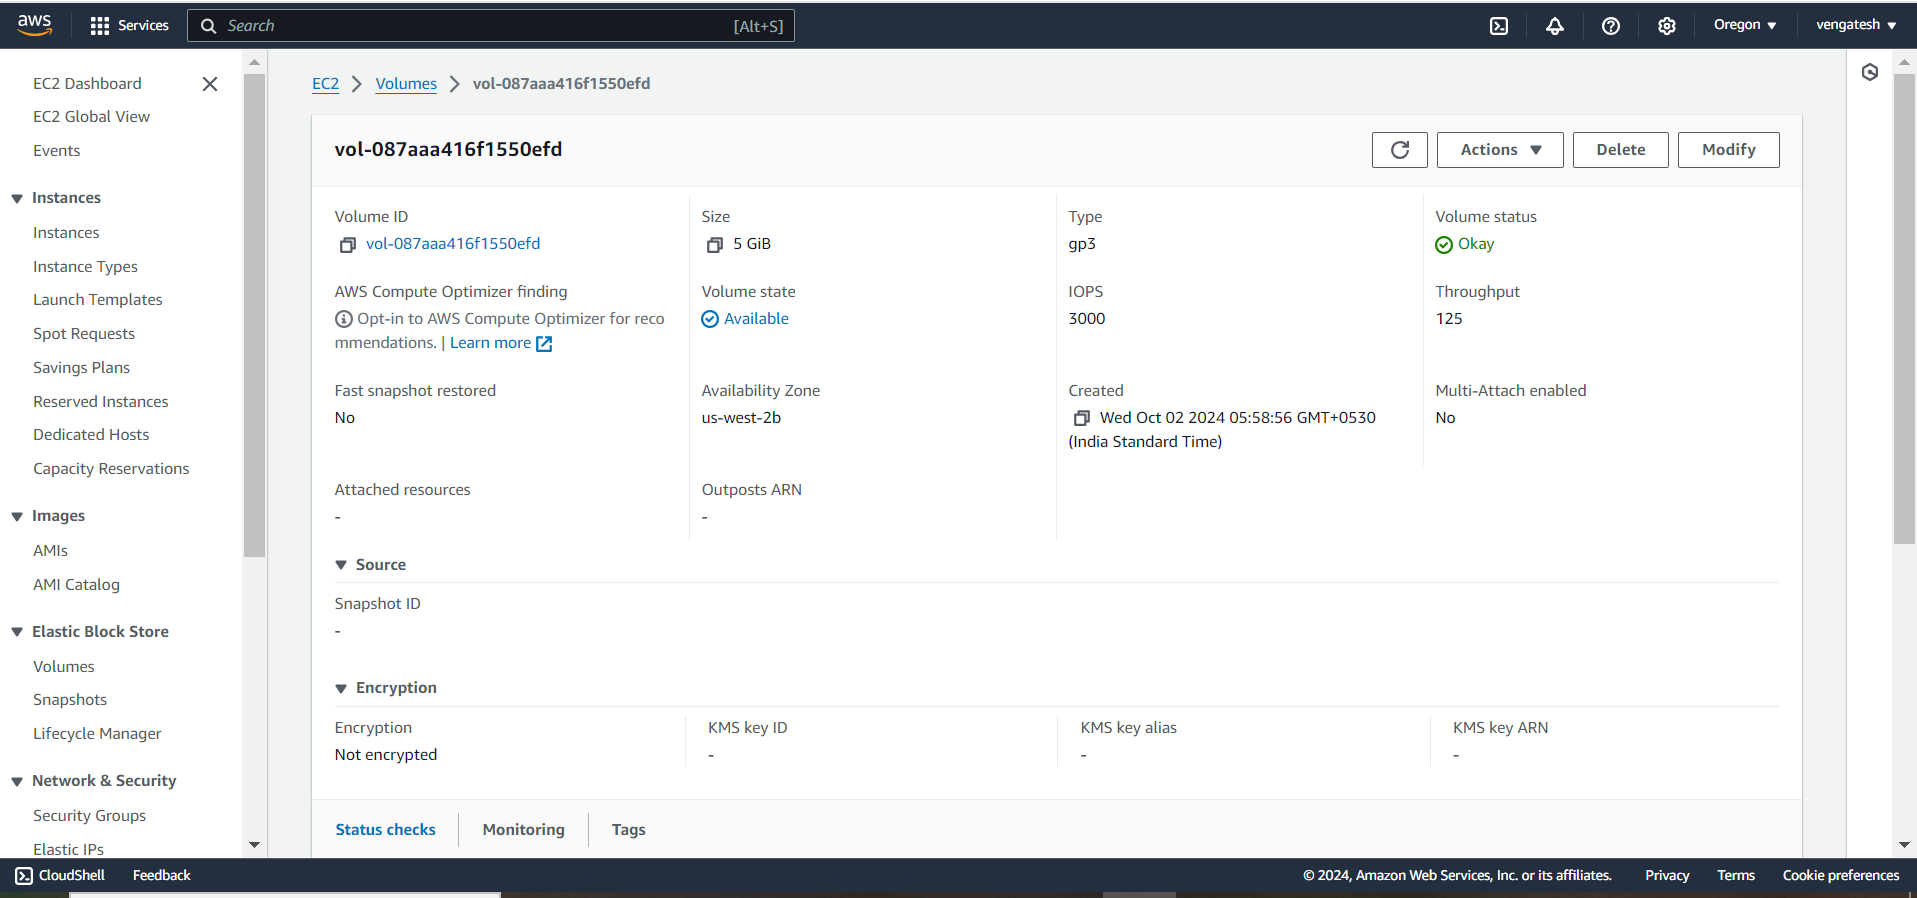 aws
Services
Search
[Alt+S]
Oregon
vengatesh
EC2 Dashboard
EC2 Global View
Events
Instances
Instances
Instance Types
Launch Templates
Spot Requests
Savings Plans
Reserved Instances
Dedicated Hosts
Capacity Reservations
Images
AMIs
AMI Catalog
Elastic Block Store
Volumes
Snapshots
Lifecycle Manager
Network & Security
Security Groups
Elastic IPs
EC2 > Volumes > vol-087aaa416f1550efd
vol-087aaa416f1550efd
Actions
Delete
Modify
Volume ID
vol-087aaa416f1550efd
Size
5 GiB
Type
gp3
Volume status
Okay
AWS Compute Optimizer finding
Opt-in to AWS Compute Optimizer for reco
mmendations. | Learn more
Volume state
Available
IOPS
3000
Throughput
125
Fast snapshot restored
No
Availability Zone
us-west-2b
Created
Wed Oct 02 2024 05:58:56 GMT+0530
(India Standard Time)
Multi-Attach enabled
No
Attached resources
-
Outposts ARN
-
Source
Snapshot ID
-
Encryption
Encryption
Not encrypted
KMS key ID
-
KMS key alias
-
KMS key ARN
-
Status checks
Monitoring
Tags
CloudShell
Feedback
© 2024, Amazon Web Services, Inc. or its affiliates.
Privacy
Terms
Cookie preferences